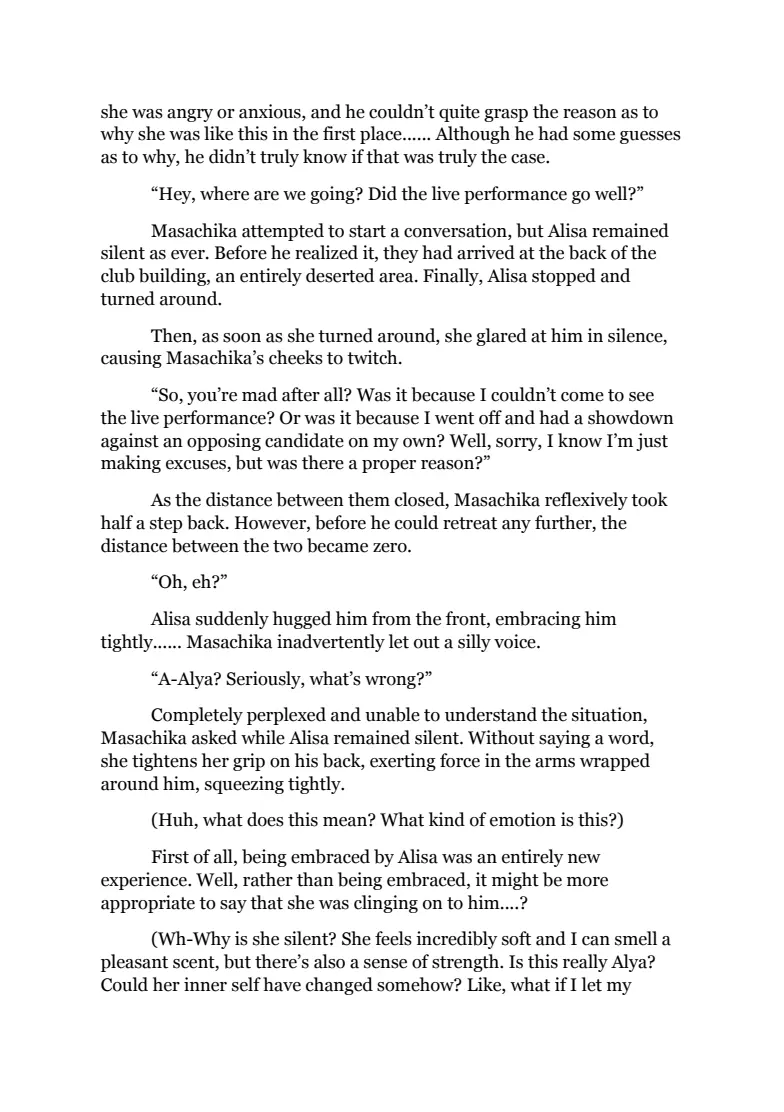 she was angry or anxious, and he couldn’t quite grasp the reason as to
why she was like this in the first place...... Although he had some guesses
as to why, he didn’t truly know if that was truly the case.
“Hey, where are we going? Did the live performance go well?”
Masachika attempted to start a conversation, but Alisa remained
silent as ever. Before he realized it, they had arrived at the back of the
club building, an entirely deserted area. Finally, Alisa stopped and
turned around.
Then, as soon as she turned around, she glared at him in silence,
causing Masachika’s cheeks to twitch.
“So, you’re mad after all? Was it because I couldn’t come to see
the live performance? Or was it because I went off and had a showdown
against an opposing candidate on my own? Well, sorry, I know I’m just
making excuses, but was there a proper reason?”
As the distance between them closed, Masachika reflexively took
half a step back. However, before he could retreat any further, the
distance between the two became zero.
“Oh, eh?”
Alisa suddenly hugged him from the front, embracing him
tightly...... Masachika inadvertently let out a silly voice.
“A-Alya? Seriously, what’s wrong?”
Completely perplexed and unable to understand the situation,
Masachika asked while Alisa remained silent. Without saying a word,
she tightens her grip on his back, exerting force in the arms wrapped
around him, squeezing tightly.
(Huh, what does this mean? What kind of emotion is this?)
First of all, being embraced by Alisa was an entirely new
experience. Well, rather than being embraced, it might be more
appropriate to say that she was clinging on to him....?
(Wh-Why is she silent? She feels incredibly soft and I can smell a
pleasant scent, but there’s also a sense of strength. Is this really Alya?
Could her inner self have changed somehow? Like, what if I let my